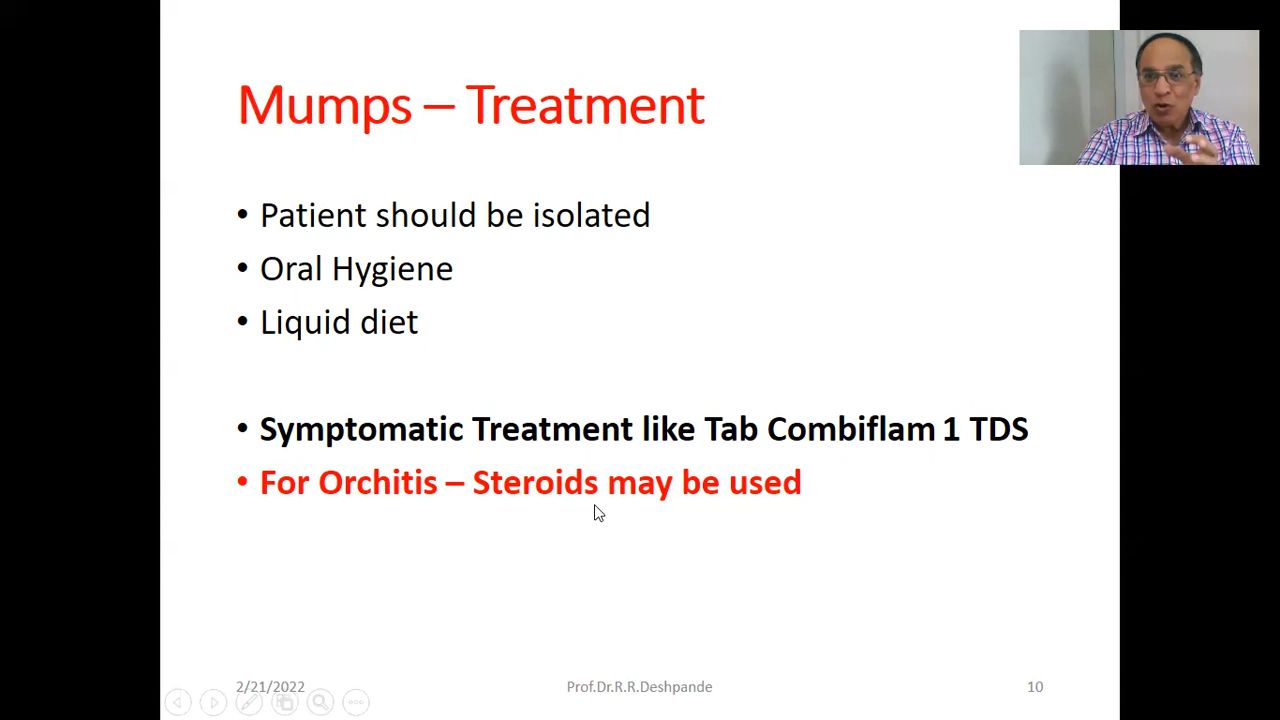 Mumps – Treatment
• Patient should be isolated
• Oral Hygiene
• Liquid diet
• Symptomatic Treatment like Tab Combiflam 1 TDS
• For Orchitis – Steroids may be used
2/21/2022
Prof.Dr.R.R.Deshpande
10